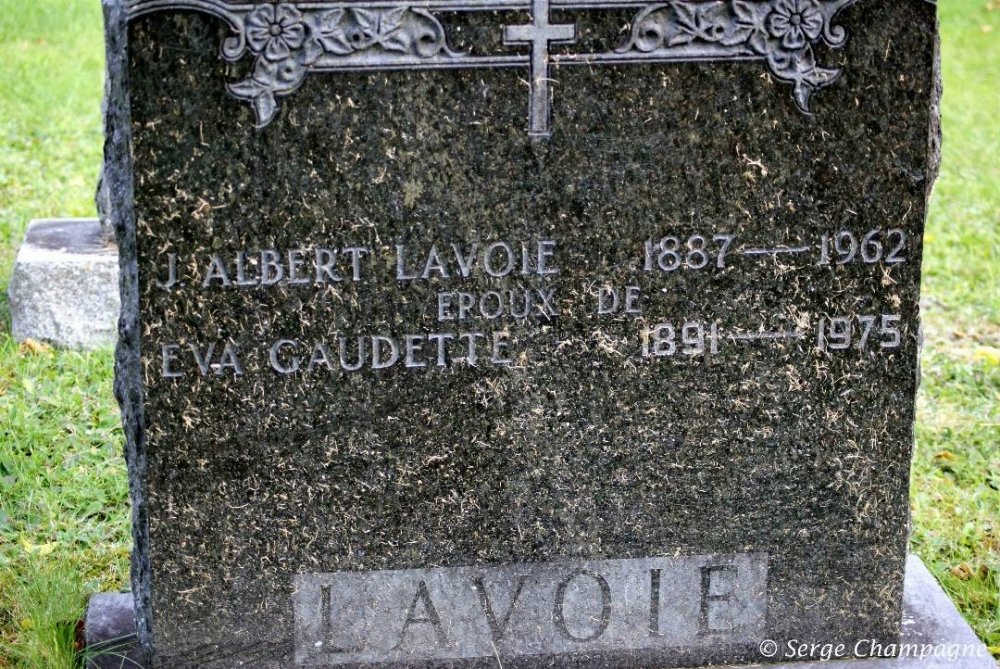 J. ALBERT LAVOIE 1887 — 1962
EPOUX DE
EVA GAUDETTE 1891 — 1975
LAVOIE
© Serge Champagne